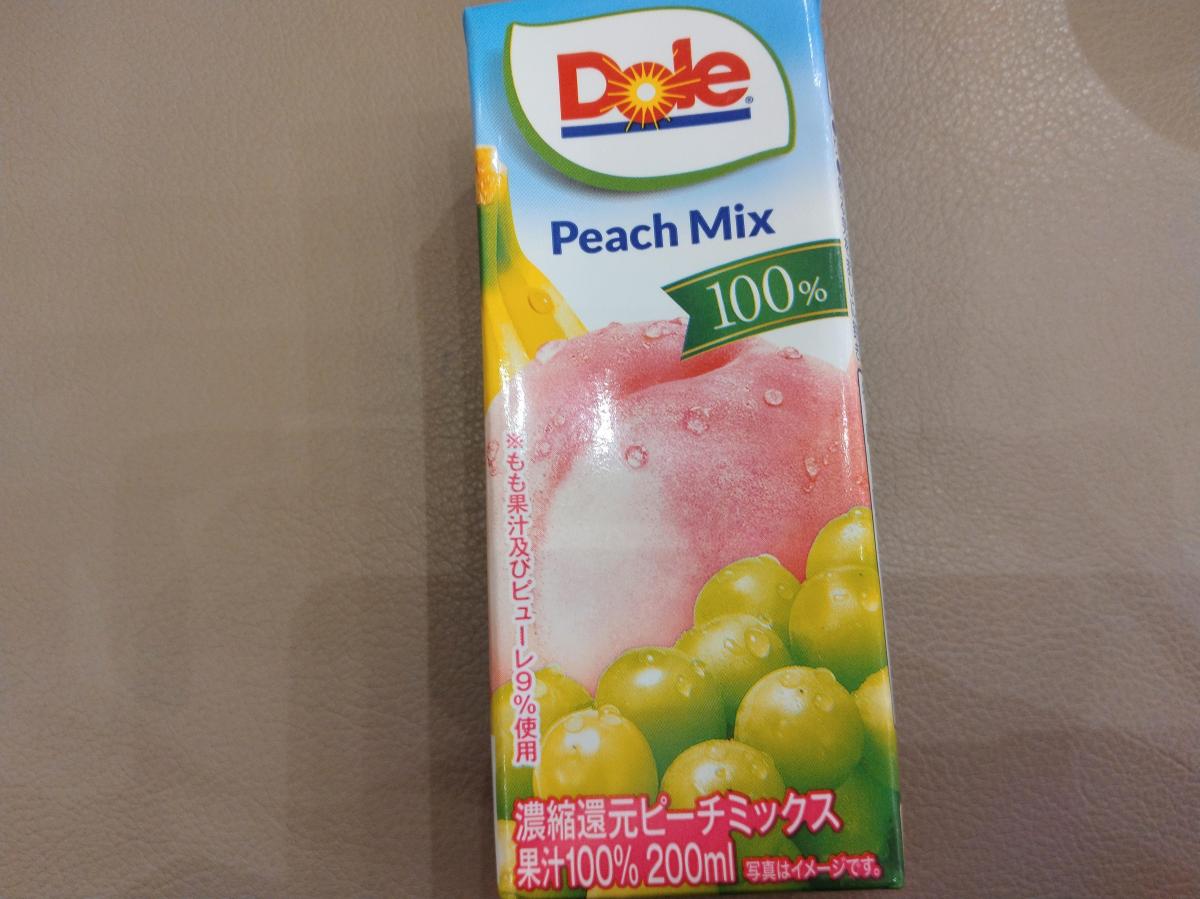 Dole®
Peach Mix
100%
※もも果汁及びピューレ9%使用
濃縮還元ピーチミックス
果汁100% 200ml 写真はイメージです。